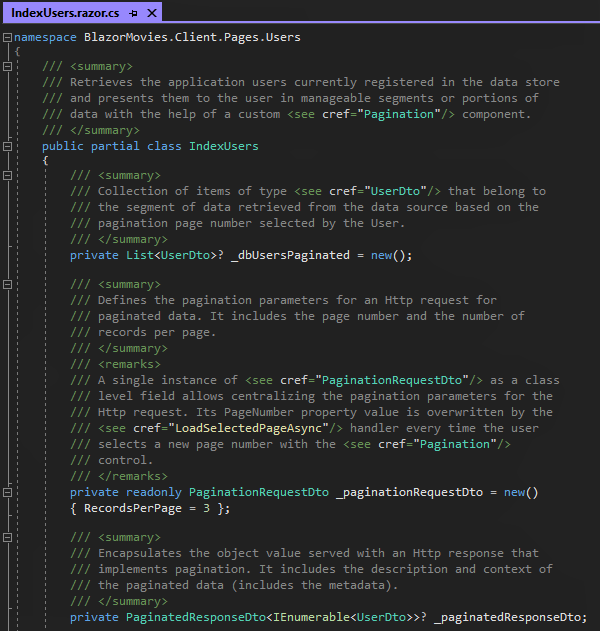 IndexUsers.razor.cs
namespace BlazorMovies.Client.Pages.Users
{
/// <summary>
/// Retrieves the application users currently registered in the data store
/// and presents them to the user in manageable segments or portions of
/// data with the help of a custom <see cref="Pagination"/> component.
/// </summary>
public partial class IndexUsers
{
/// <summary>
/// Collection of items of type <see cref="UserDto"/> that belong to
/// the segment of data retrieved from the data source based on the
/// pagination page number selected by the User.
/// </summary>
private List<UserDto>? _dbUsersPaginated = new();
/// <summary>
/// Defines the pagination parameters for an Http request for
/// paginated data. It includes the page number and the number of
/// records per page.
/// </summary>
/// <remarks>
/// A single instance of <see cref="PaginationRequestDto"/> as a class
/// level field allows centralizing the pagination parameters for the
/// Http request. Its PageNumber property value is overwritten by the
/// <see cref="LoadSelectedPageAsync"/> handler every time the user
/// selects a new page number with the <see cref="Pagination"/>
/// control.
/// </remarks>
private readonly PaginationRequestDto _paginationRequestDto = new()
{ RecordsPerPage = 3 };
/// <summary>
/// Encapsulates the object value served with an Http response that
/// implements pagination. It includes the description and context of
/// the paginated data (includes the metadata).
/// </summary>
private PaginatedResponseDto<IEnumerable<UserDto>>? _paginatedResponseDto;